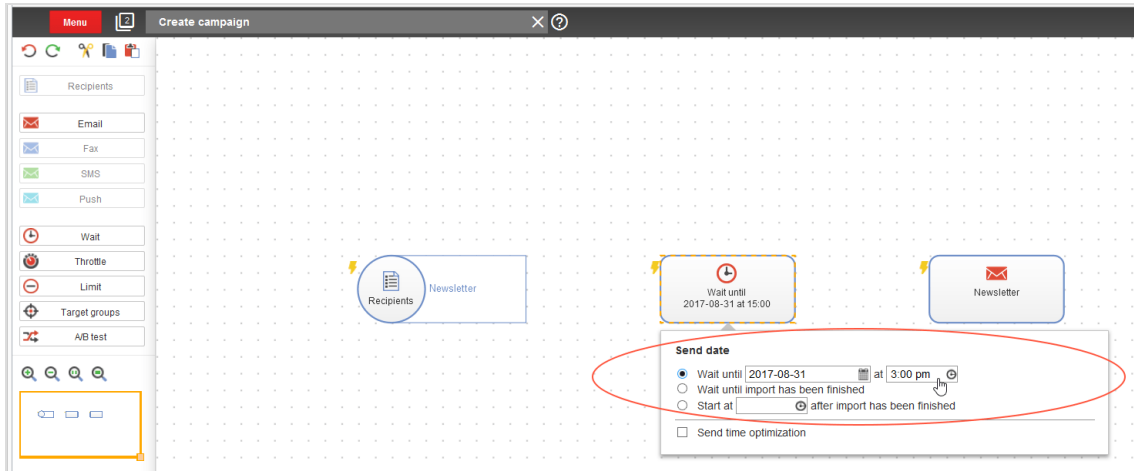 Menu 2 Create campaign
Recipients
Email
Fax
SMS
Push
Wait
Throttle
Limit
Target groups
A/B test
Recipients
Newsletter
Wait until
2017-08-31 at 15:00
Newsletter
Send date
Wait until 2017-08-31 at 3:00 pm
Wait until import has been finished
Start at after import has been finished
Send time optimization